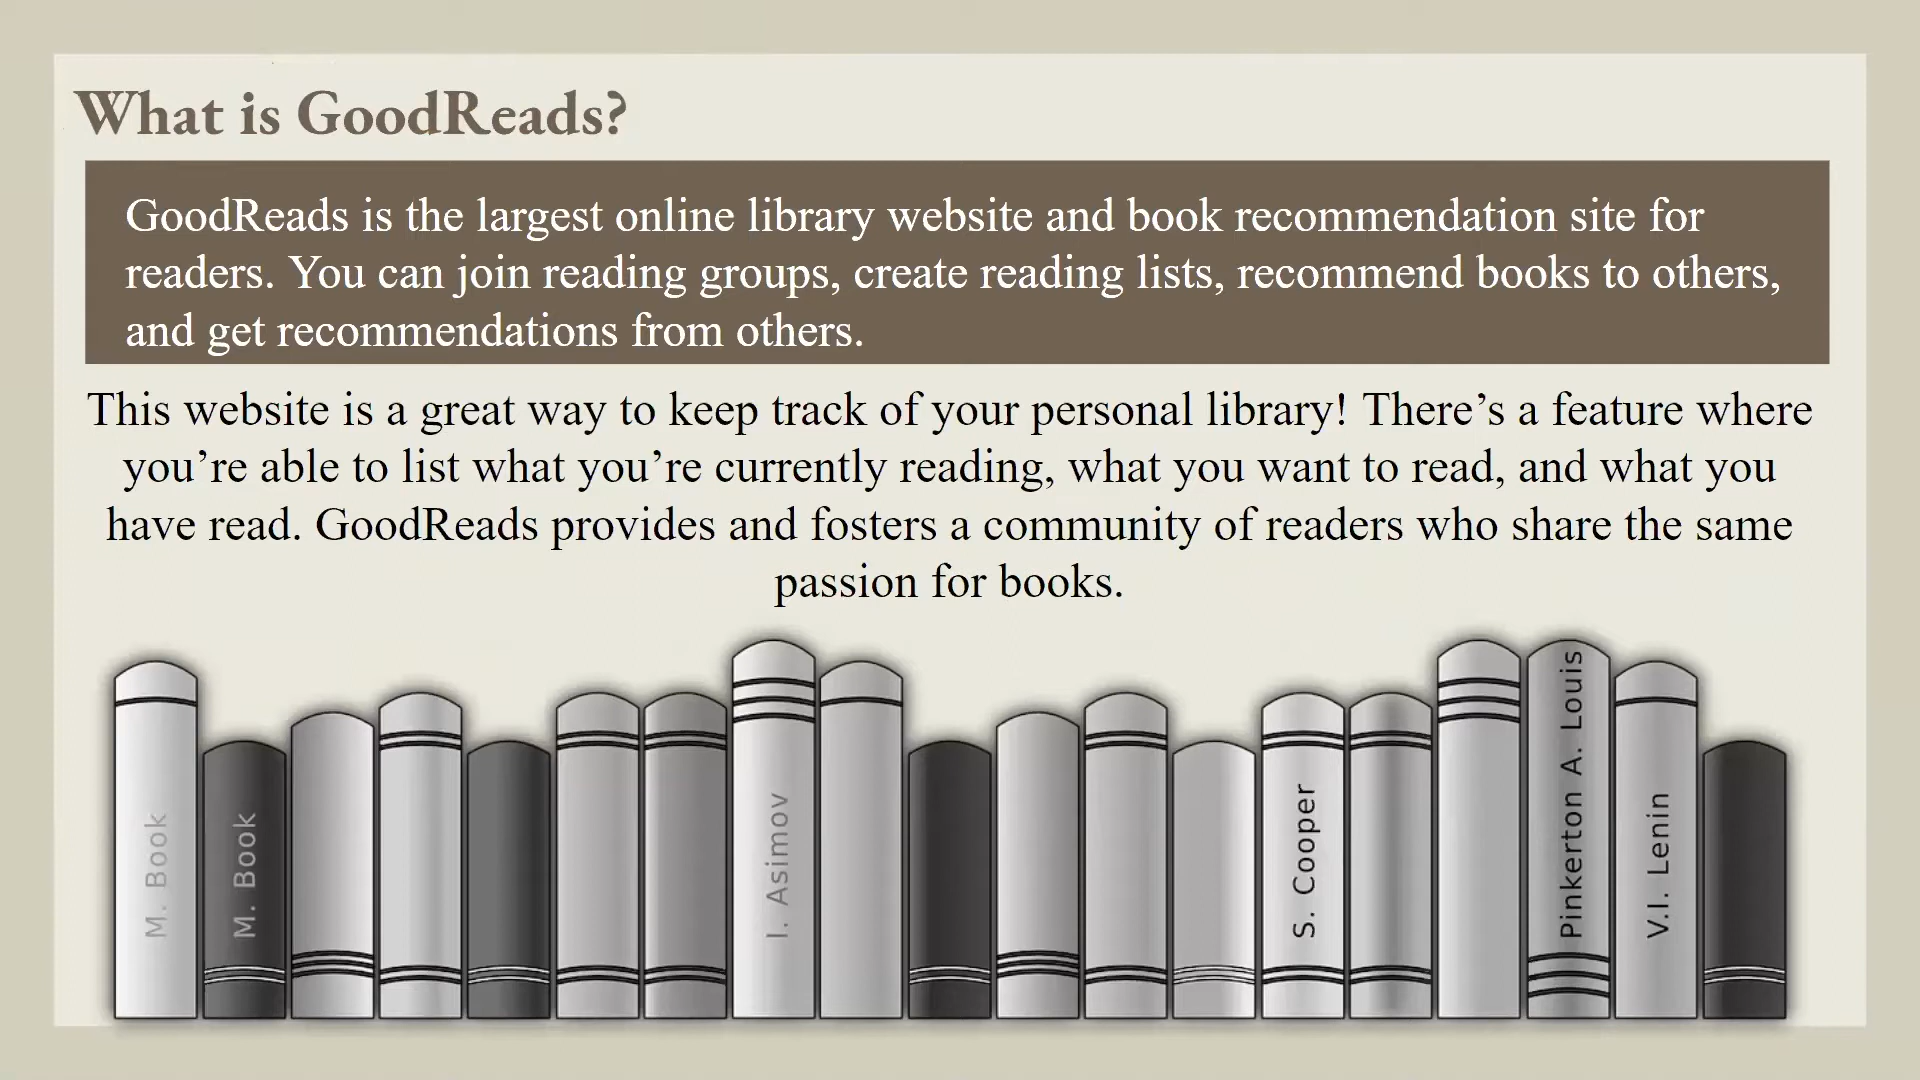 What is GoodReads?
GoodReads is the largest online library website and book recommendation site for
readers. You can join reading groups, create reading lists, recommend books to others,
and get recommendations from others.
This website is a great way to keep track of your personal library! There’s a feature where
you’re able to list what you’re currently reading, what you want to read, and what you
have read. GoodReads provides and fosters a community of readers who share the same
passion for books.
M. Book
M. Book
I. Asimov
S. Cooper
Pinkerton A. Louis
V.I. Lenin